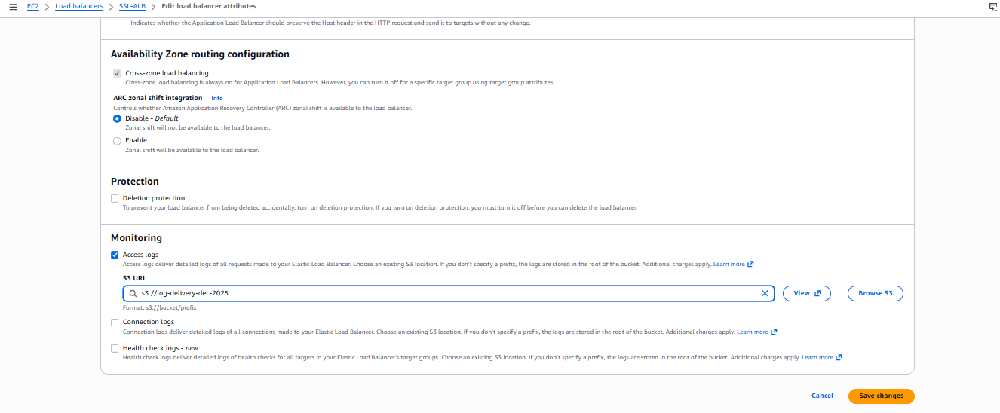 EC2 > Load balancers > SSL-ALB > Edit load balancer attributes
Indicates whether the Application Load Balancer should preserve the Host header in the HTTP request and send it to targets without any change.
Availability Zone routing configuration
Cross-zone load balancing
Cross-zone load balancing is always on for Application Load Balancers. However, you can turn it off for a specific target group using target group attributes.
ARC zonal shift integration | Info
Controls whether Amazon Application Recovery Controller (ARC) zonal shift is available to the load balancer.
Disable - Default
Zonal shift will not be available to the load balancer.
Enable
Zonal shift will be available to the load balancer.
Protection
Deletion protection
To prevent your load balancer from being deleted accidentally, turn on deletion protection. If you turn on deletion protection, you must turn it off before you can delete the load balancer.
Monitoring
Access logs
Access logs deliver detailed logs of all requests made to your Elastic Load Balancer. Choose an existing S3 location. If you don't specify a prefix, the logs are stored in the root of the bucket. Additional charges apply. Learn more
S3 URI
s3://log-delivery-dec-2025 View Browse S3
Format: s3://bucket/prefix
Connection logs
Connection logs deliver detailed logs of all connections made to your Elastic Load Balancer. Choose an existing S3 location. If you don't specify a prefix, the logs are stored in the root of the bucket. Additional charges apply. Learn more
Health check logs - new
Health check logs deliver detailed logs of health checks for all targets in your Elastic Load Balancer's target groups. Choose an existing S3 location. If you don't specify a prefix, the logs are stored in the root of the bucket. Additional charges apply. Learn more
Cancel Save changes